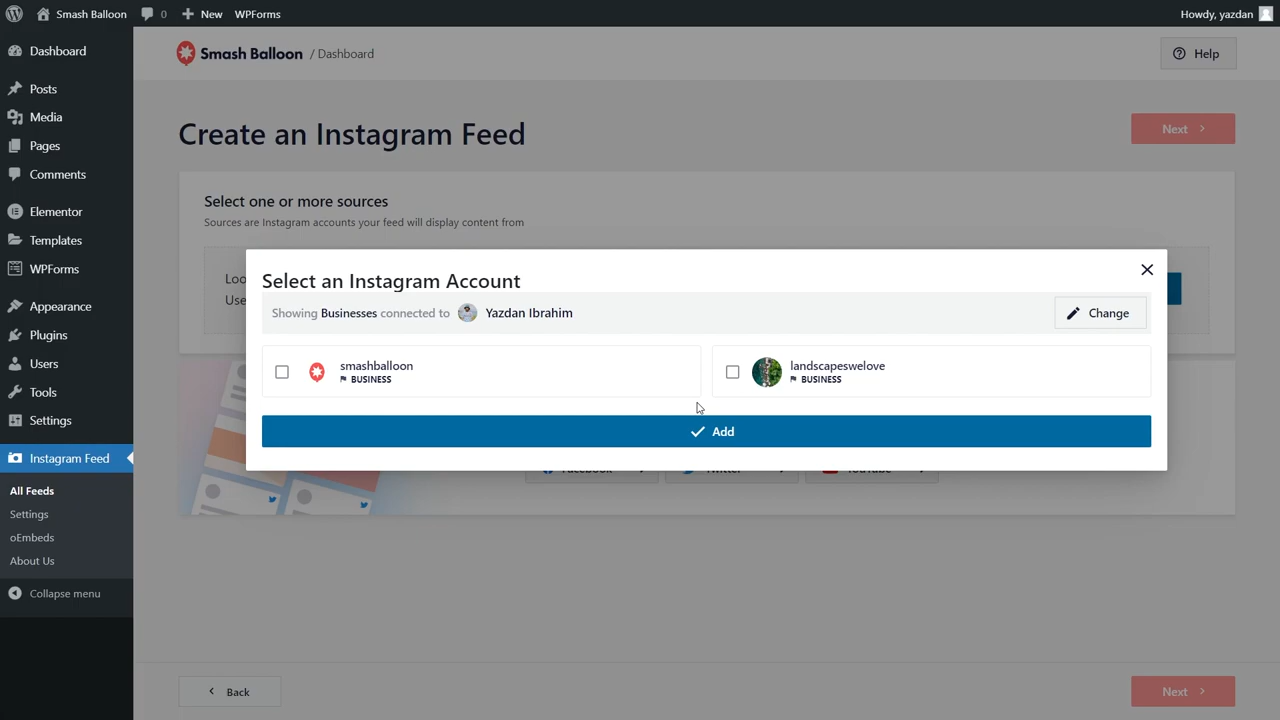 Smash Balloon
0
New
WPForms
Howdy, yazdan
Dashboard
Posts
Media
Pages
Comments
Elementor
Templates
WPForms
Appearance
Plugins
Users
Tools
Settings
Instagram Feed
All Feeds
Settings
oEmbeds
About Us
Collapse menu
Smash Balloon / Dashboard
Help
Create an Instagram Feed
Next
Select one or more sources
Sources are Instagram accounts your feed will display content from
Loo
Use
Select an Instagram Account
Showing Businesses connected to Yazdan Ibrahim
Change
smashballoon
BUSINESS
landscapeswelove
BUSINESS
Add
Facebook
Twitter
YouTube
Back
Next